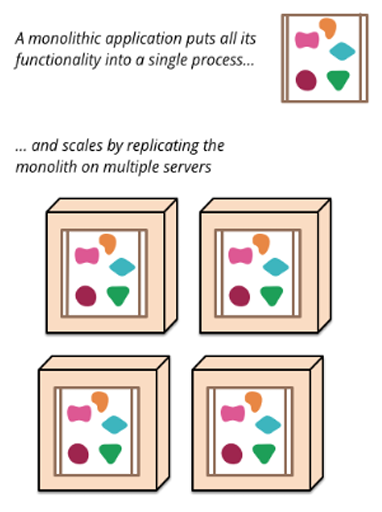 A monolithic application puts all its
functionality into a single process...
... and scales by replicating the
monolith on multiple servers